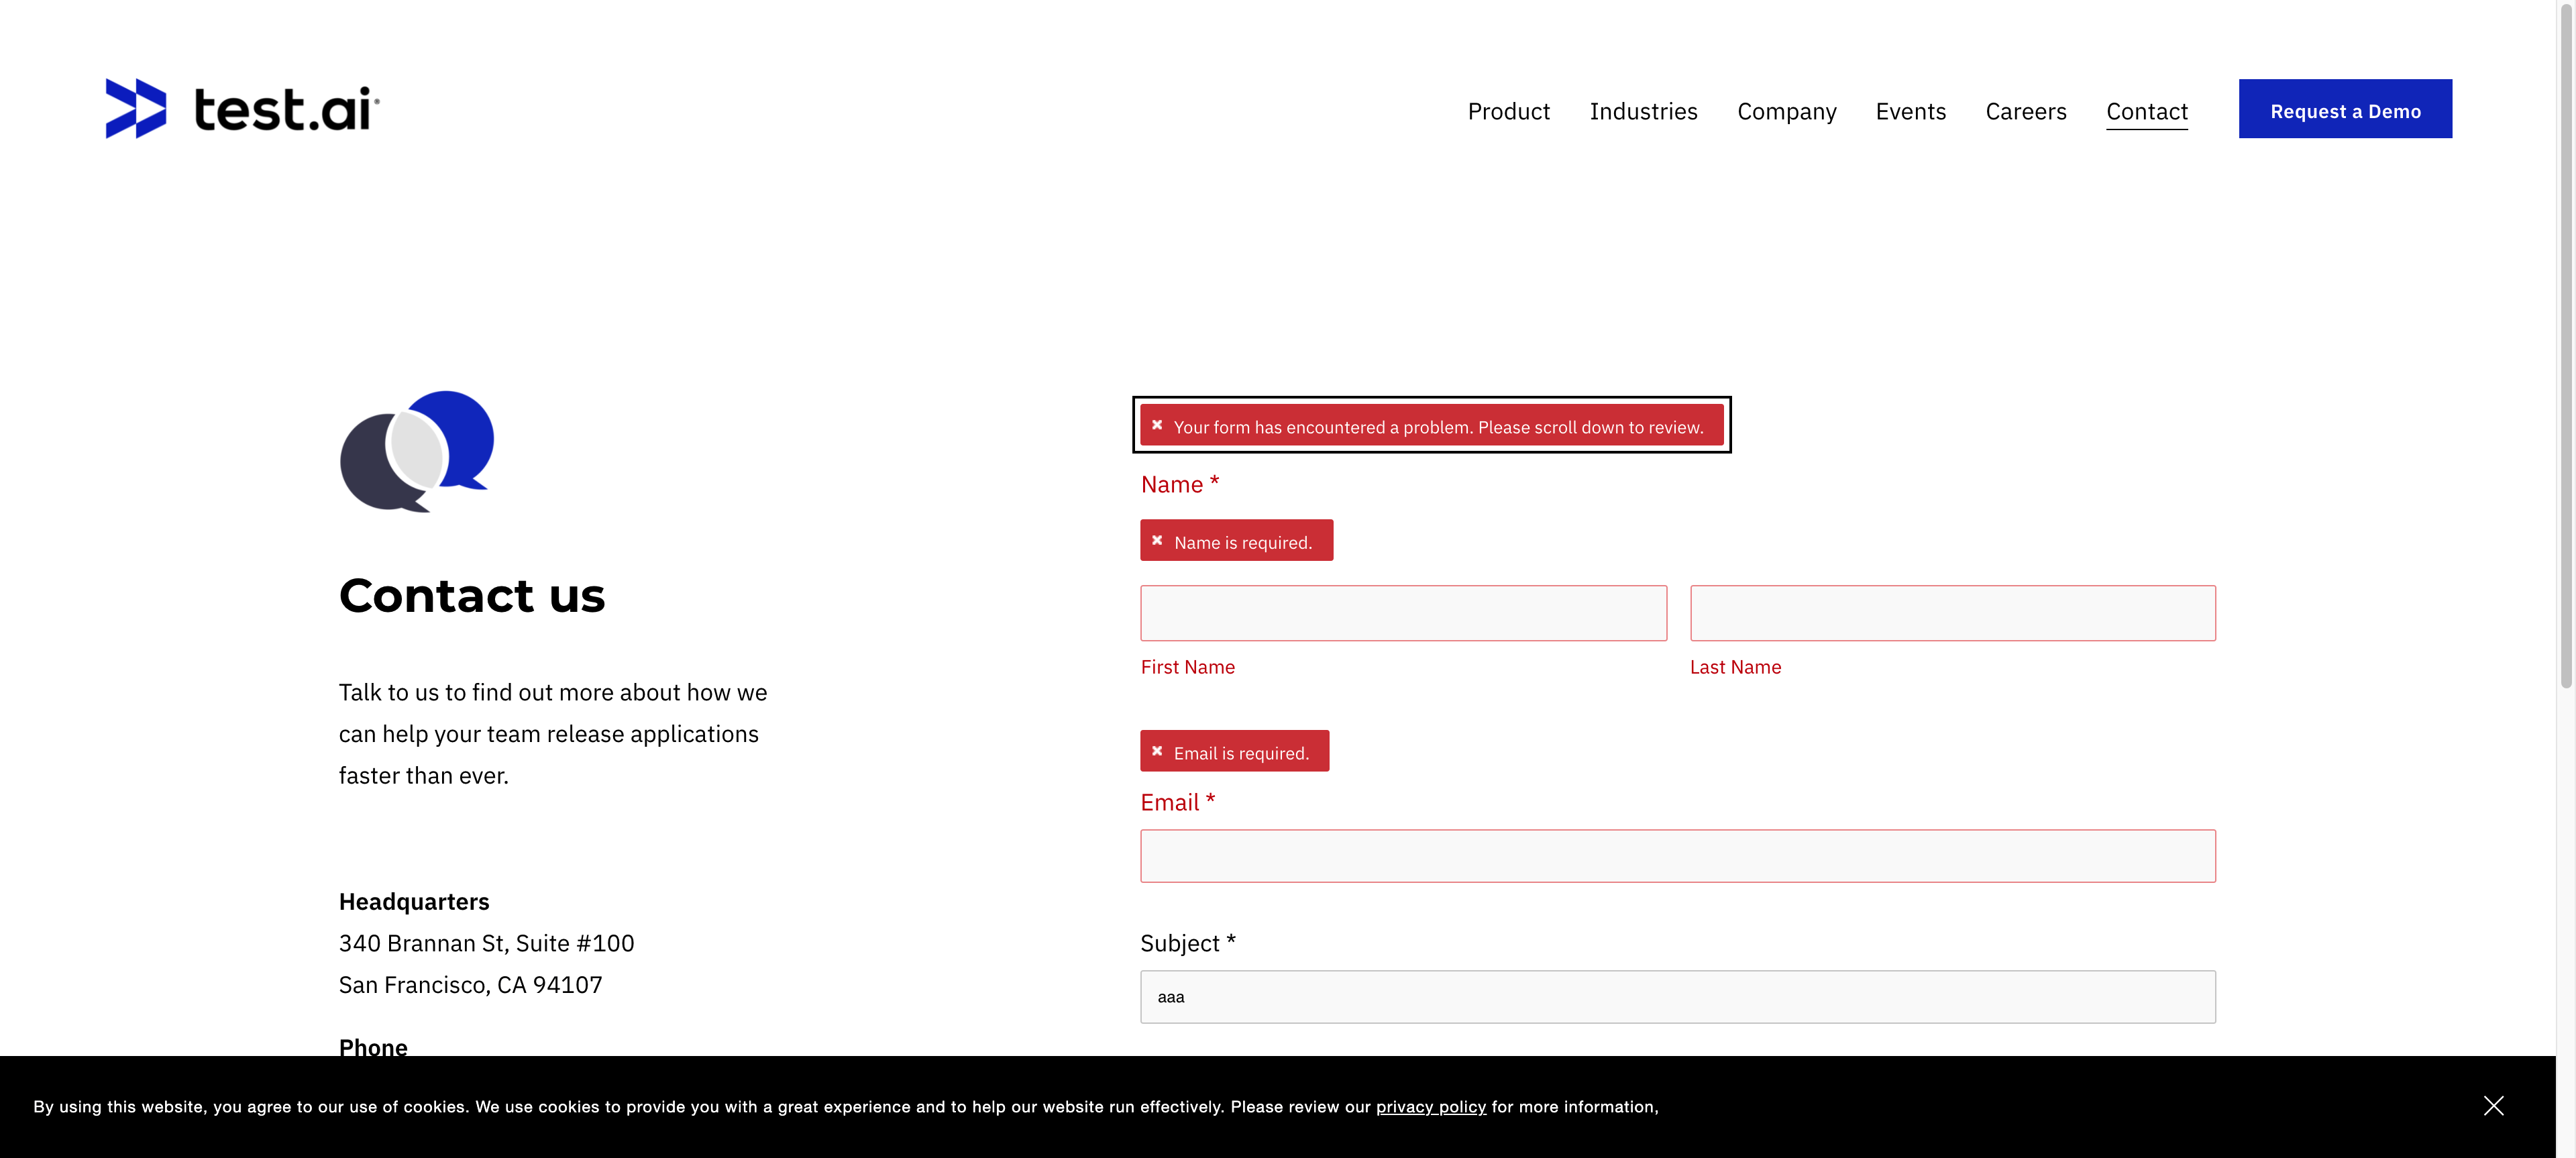 test.ai
Product Industries Company Events Careers Contact Request a Demo
Contact us
Talk to us to find out more about how we
can help your team release applications
faster than ever.
Headquarters
340 Brannan St, Suite #100
San Francisco, CA 94107
Phone
Your form has encountered a problem. Please scroll down to review.
Name *
Name is required.
First Name Last Name
Email is required.
Email *
Subject *
aaa
By using this website, you agree to our use of cookies. We use cookies to provide you with a great experience and to help our website run effectively. Please review our privacy policy for more information,